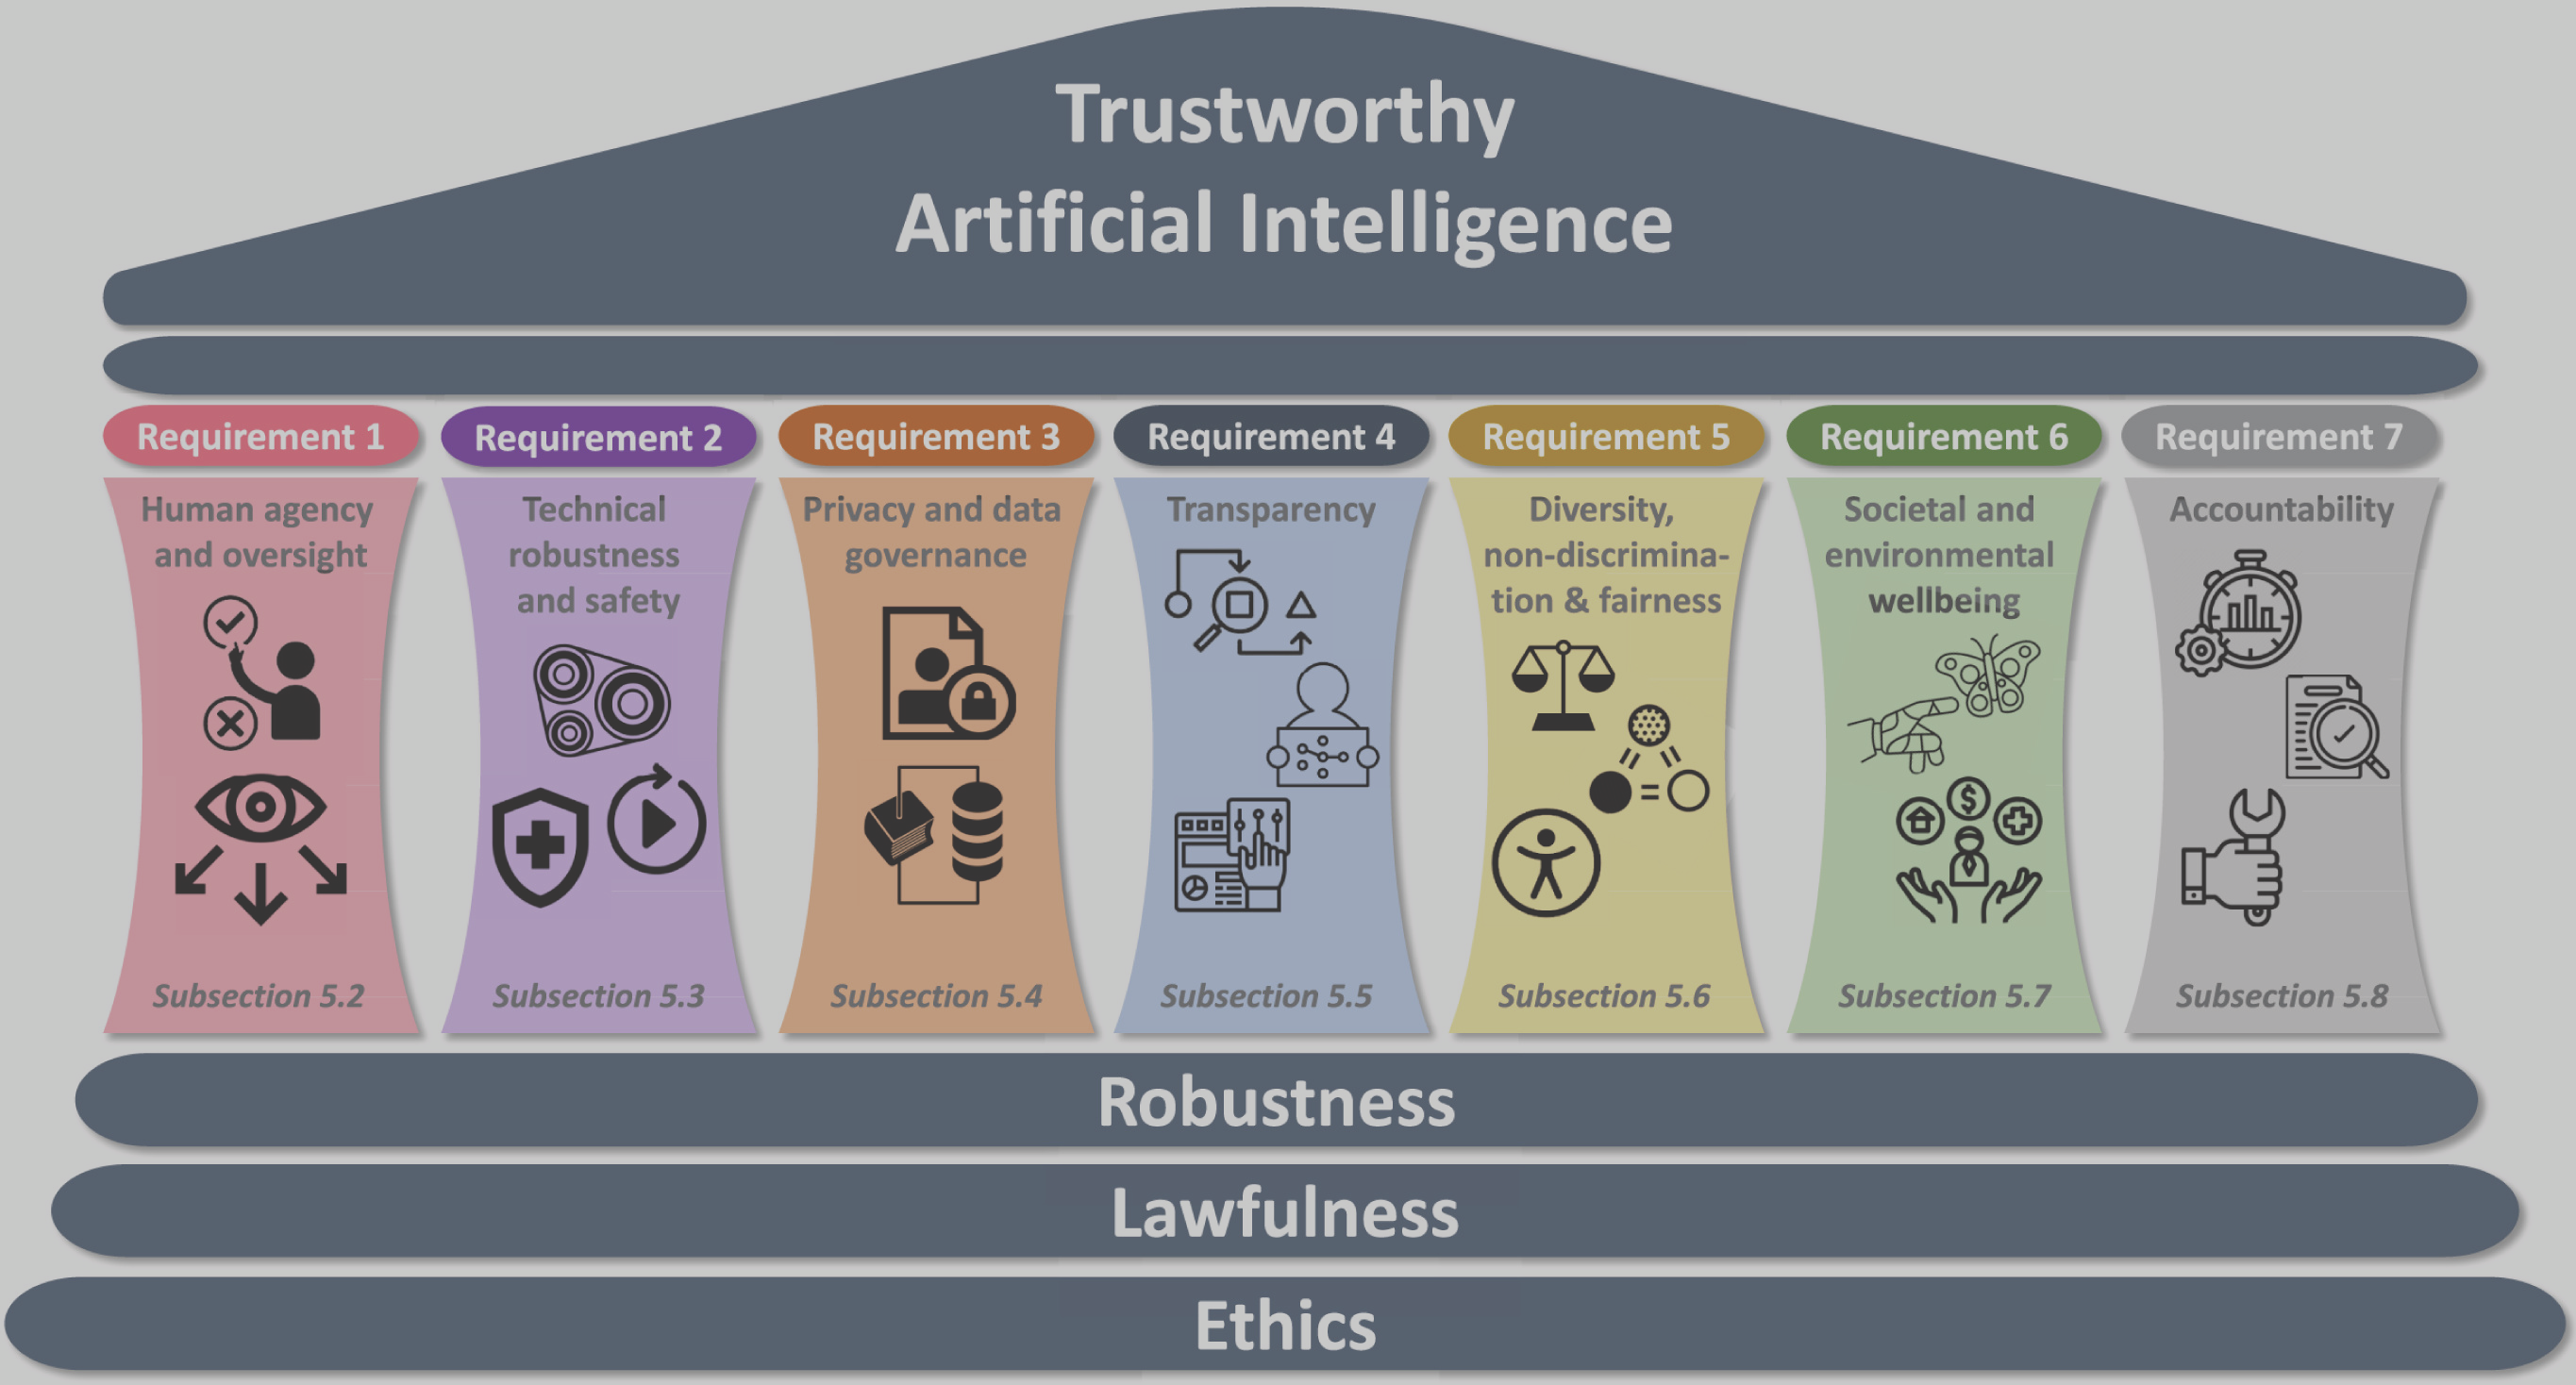 Trustworthy
Artificial Intelligence
Requirement 1
Requirement 2
Requirement 3
Requirement 4
Requirement 5
Requirement 6
Requirement 7
Human agency
and oversight
Technical
robustness
and safety
Privacy and data
governance
Transparency
Diversity,
non-discrimina-
tion & fairness
Societal and
environmental
wellbeing
Accountability
$
Subsection 5.2
Subsection 5.3
Subsection 5.4
Subsection 5.5
Subsection 5.6
Subsection 5.7
Subsection 5.8
Robustness
Lawfulness
Ethics